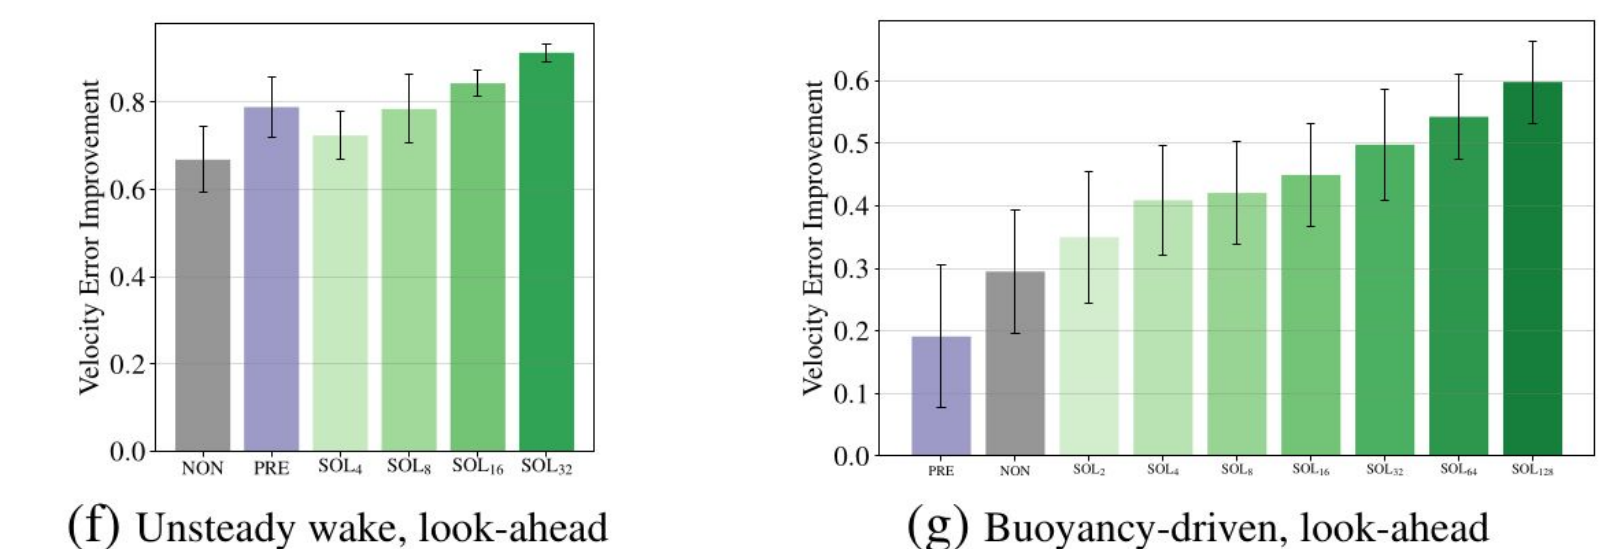 Velocity Error Improvement
0.8
0.6
0.4
0.2
0.0
NON PRE SOL₄ SOL₈ SOL₁₆ SOL₃₂
(f) Unsteady wake, look-ahead
Velocity Error Improvement
0.6
0.5
0.4
0.3
0.2
0.1
0.0
PRE NON SOL₂ SOL₄ SOL₈ SOL₁₆ SOL₃₂ SOL₆₄ SOL₁₂₈
(g) Buoyancy-driven, look-ahead